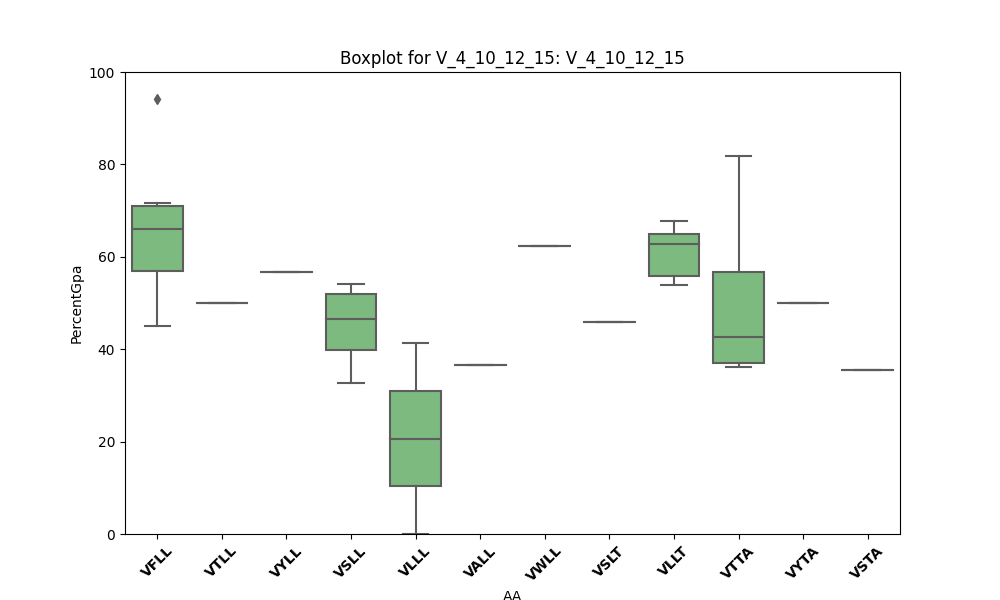 Boxplot for V_4_10_12_15: V_4_10_12_15
PercentGpa
100
80
60
40
20
0
VFLL VTLL VYLL VSLL VLLL VALL VWLL VSLT VLLT VTTA VYTA VSTA
AA